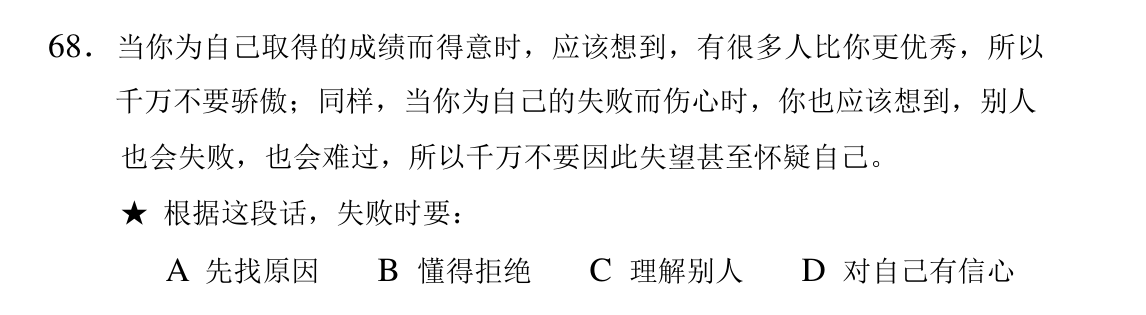 68．当你为自己取得的成绩而得意时，应该想到，有很多人比你更优秀，所以
千万不要骄傲；同样，当你为自己的失败而伤心时，你也应该想到，别人
也会失败，也会难过，所以千万不要因此失望甚至怀疑自己。
★ 根据这段话，失败时要：
A 先找原因 B 懂得拒绝 C 理解别人 D 对自己有信心